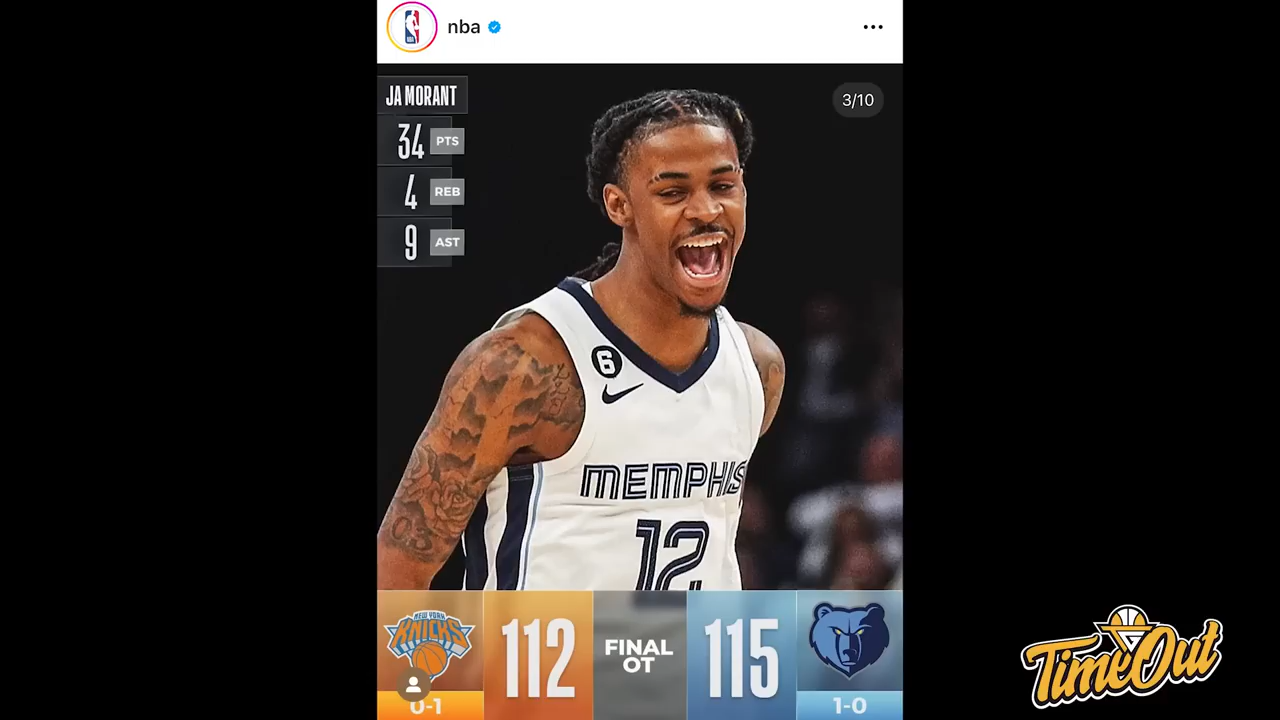 nba
JA MORANT
3/10
34 PTS
4 REB
9 AST
6
MEMPHIS
12
NEW YORK
KNICKS
112
FINAL
OT
115
0-1
1-0
TimeOut